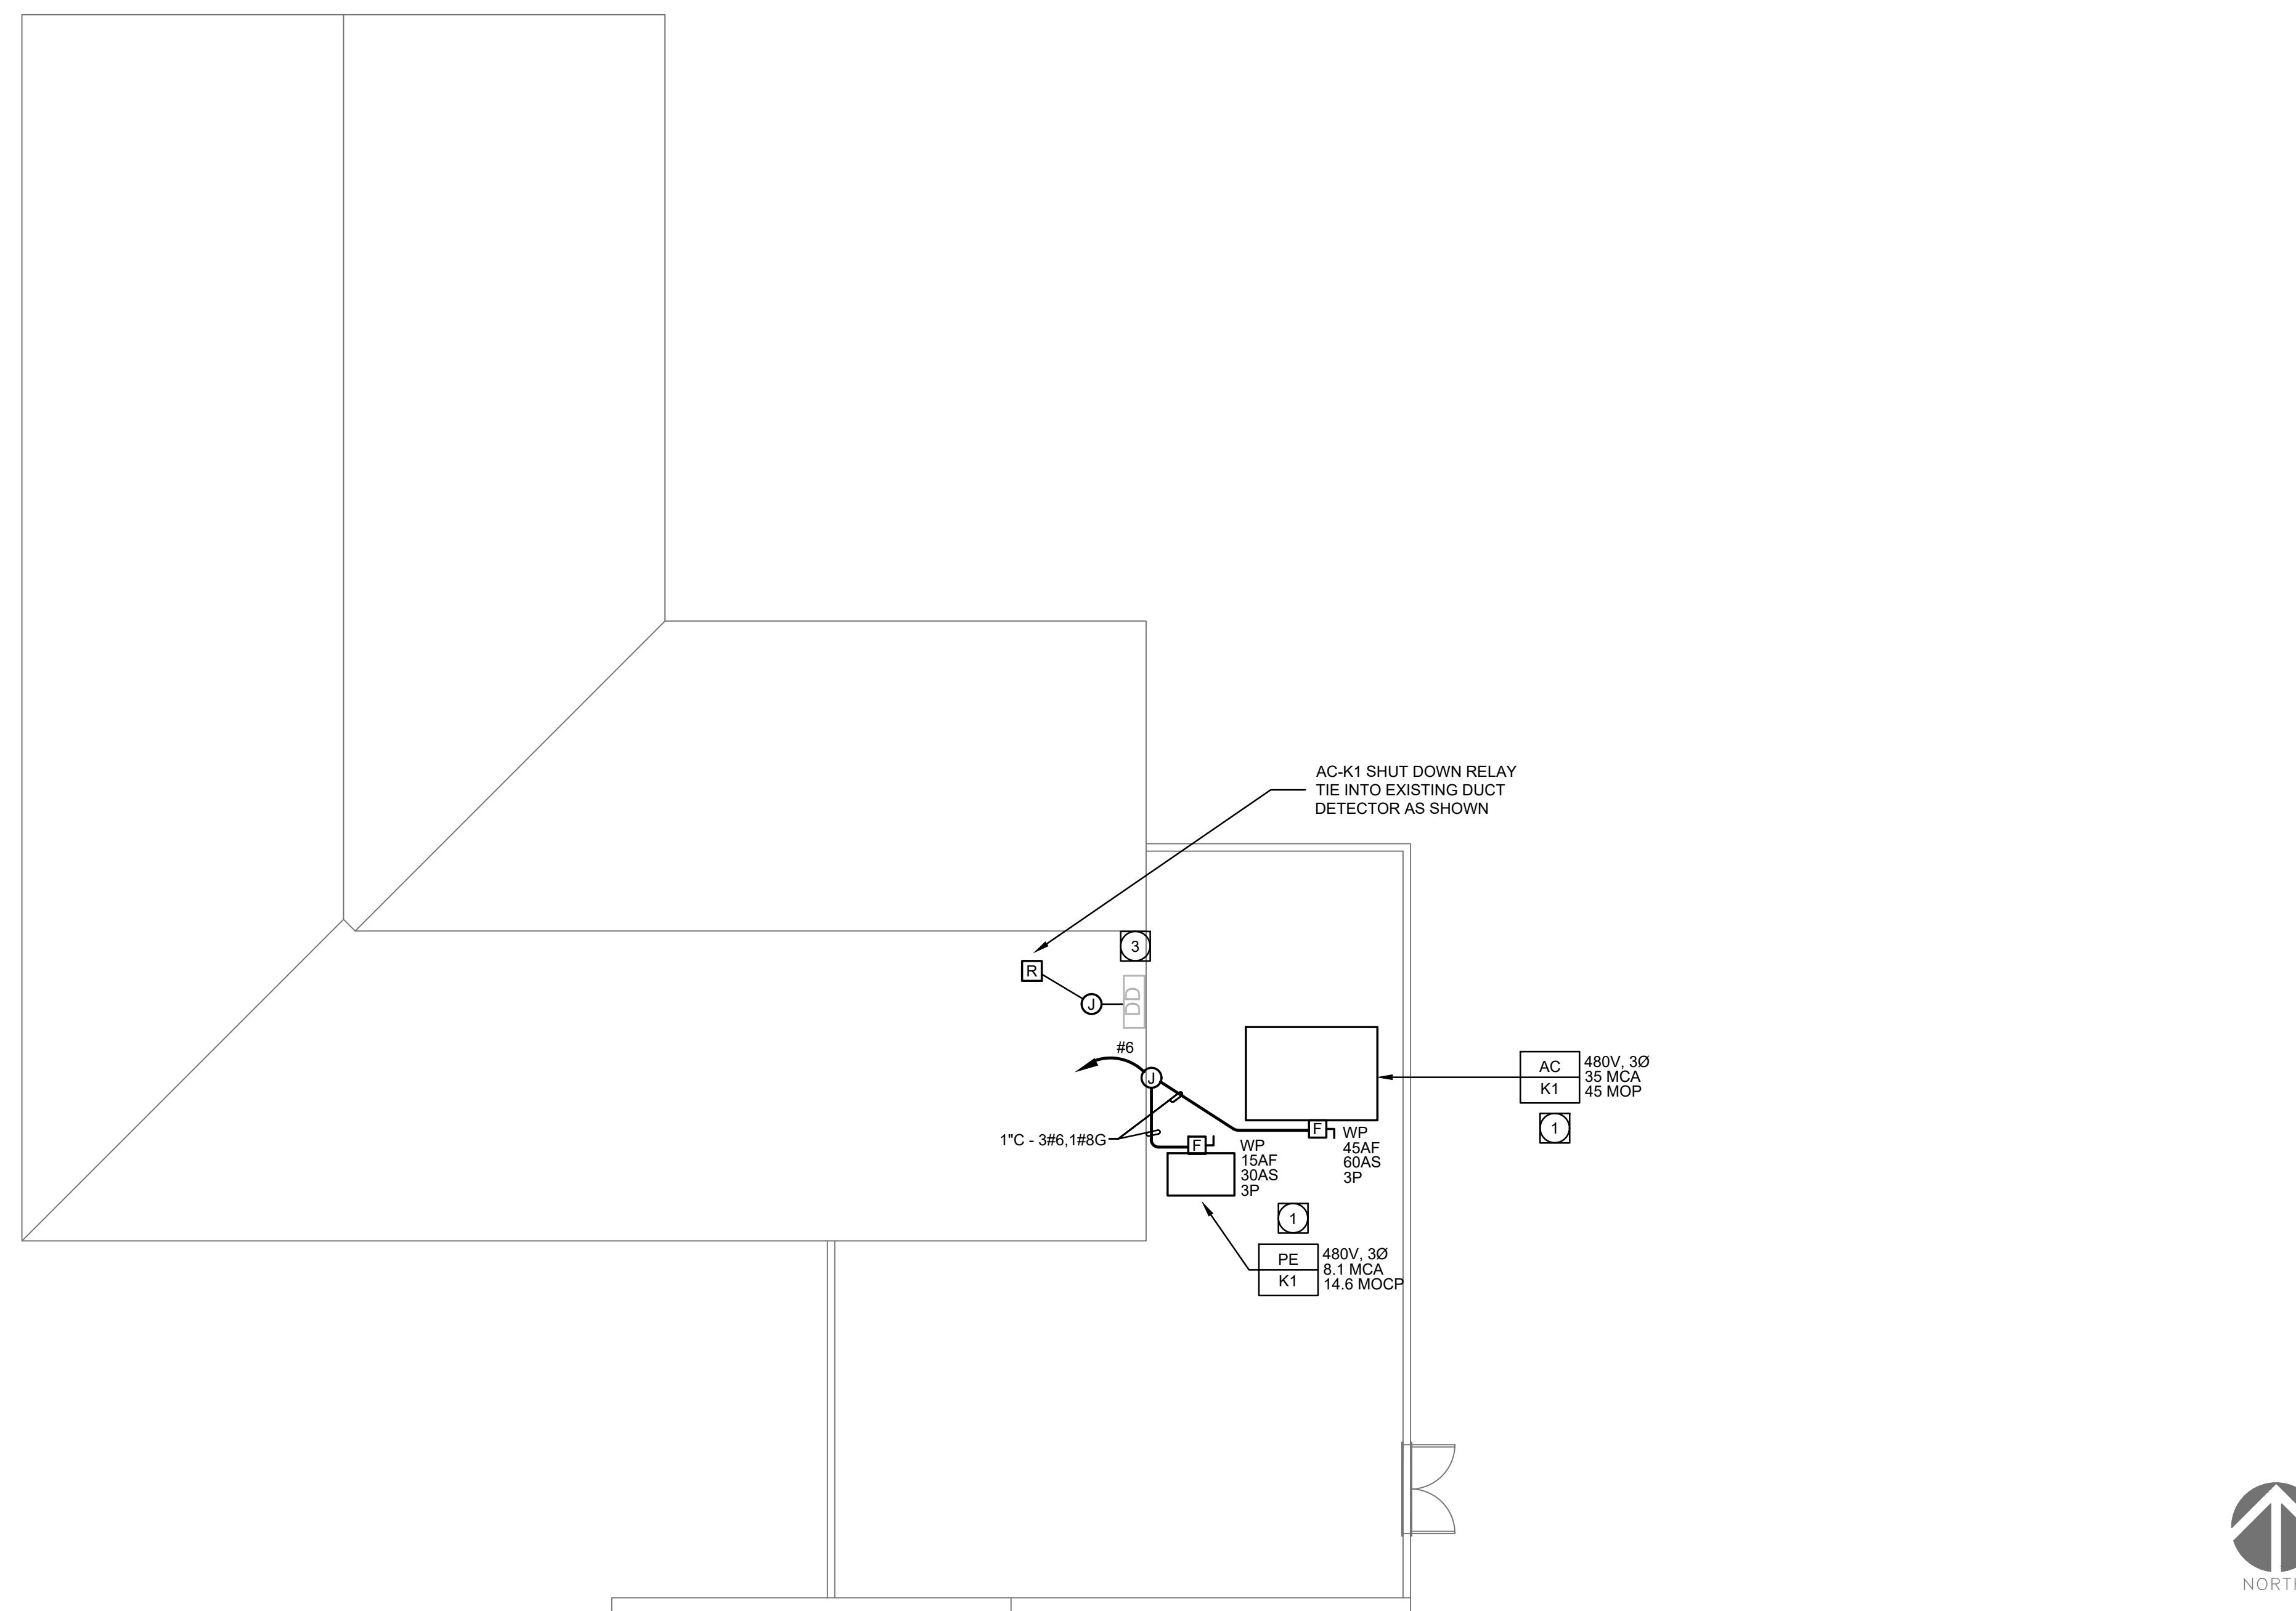 AC-K1 SHUT DOWN RELAY
TIE INTO EXISTING DUCT
DETECTOR AS SHOWN
3
R
J
DD
#6
J
AC
K1
480V, 3Ø
35 MCA
45 MOP
1
1"C - 3#6,1#8G
F
WP
15AF
30AS
3P
F
WP
45AF
60AS
3P
1
PE
K1
480V, 3Ø
8.1 MCA
14.6 MOCP
NORT